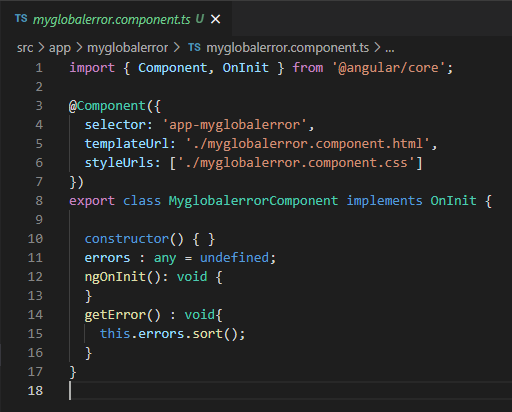 TS myglobalerror.component.ts U ×
src > app > myglobalerror > TS myglobalerror.component.ts > ...
1 import { Component, OnInit } from '@angular/core';
2
3 @Component({
4   selector: 'app-myglobalerror',
5   templateUrl: './myglobalerror.component.html',
6   styleUrls: ['./myglobalerror.component.css']
7 })
8 export class MyglobalerrorComponent implements OnInit {
9
10   constructor() { }
11   errors : any = undefined;
12   ngOnInit(): void {
13   }
14   getError() : void{
15     this.errors.sort();
16   }
17 }
18